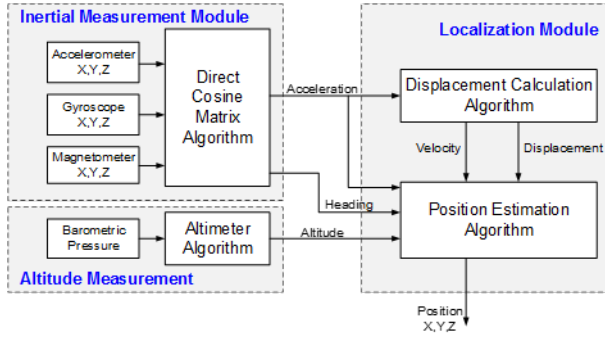 Inertial Measurement Module
Accelerometer
X,Y,Z
Gyroscope
X,Y,Z
Magnetometer
X,Y,Z
Direct
Cosine
Matrix
Algorithm
Barometric
Pressure
Altimeter
Algorithm
Altitude Measurement
Acceleration
Heading
Altitude
Localization Module
Displacement Calculation
Algorithm
Velocity
Displacement
Position Estimation
Algorithm
Position
X,Y,Z